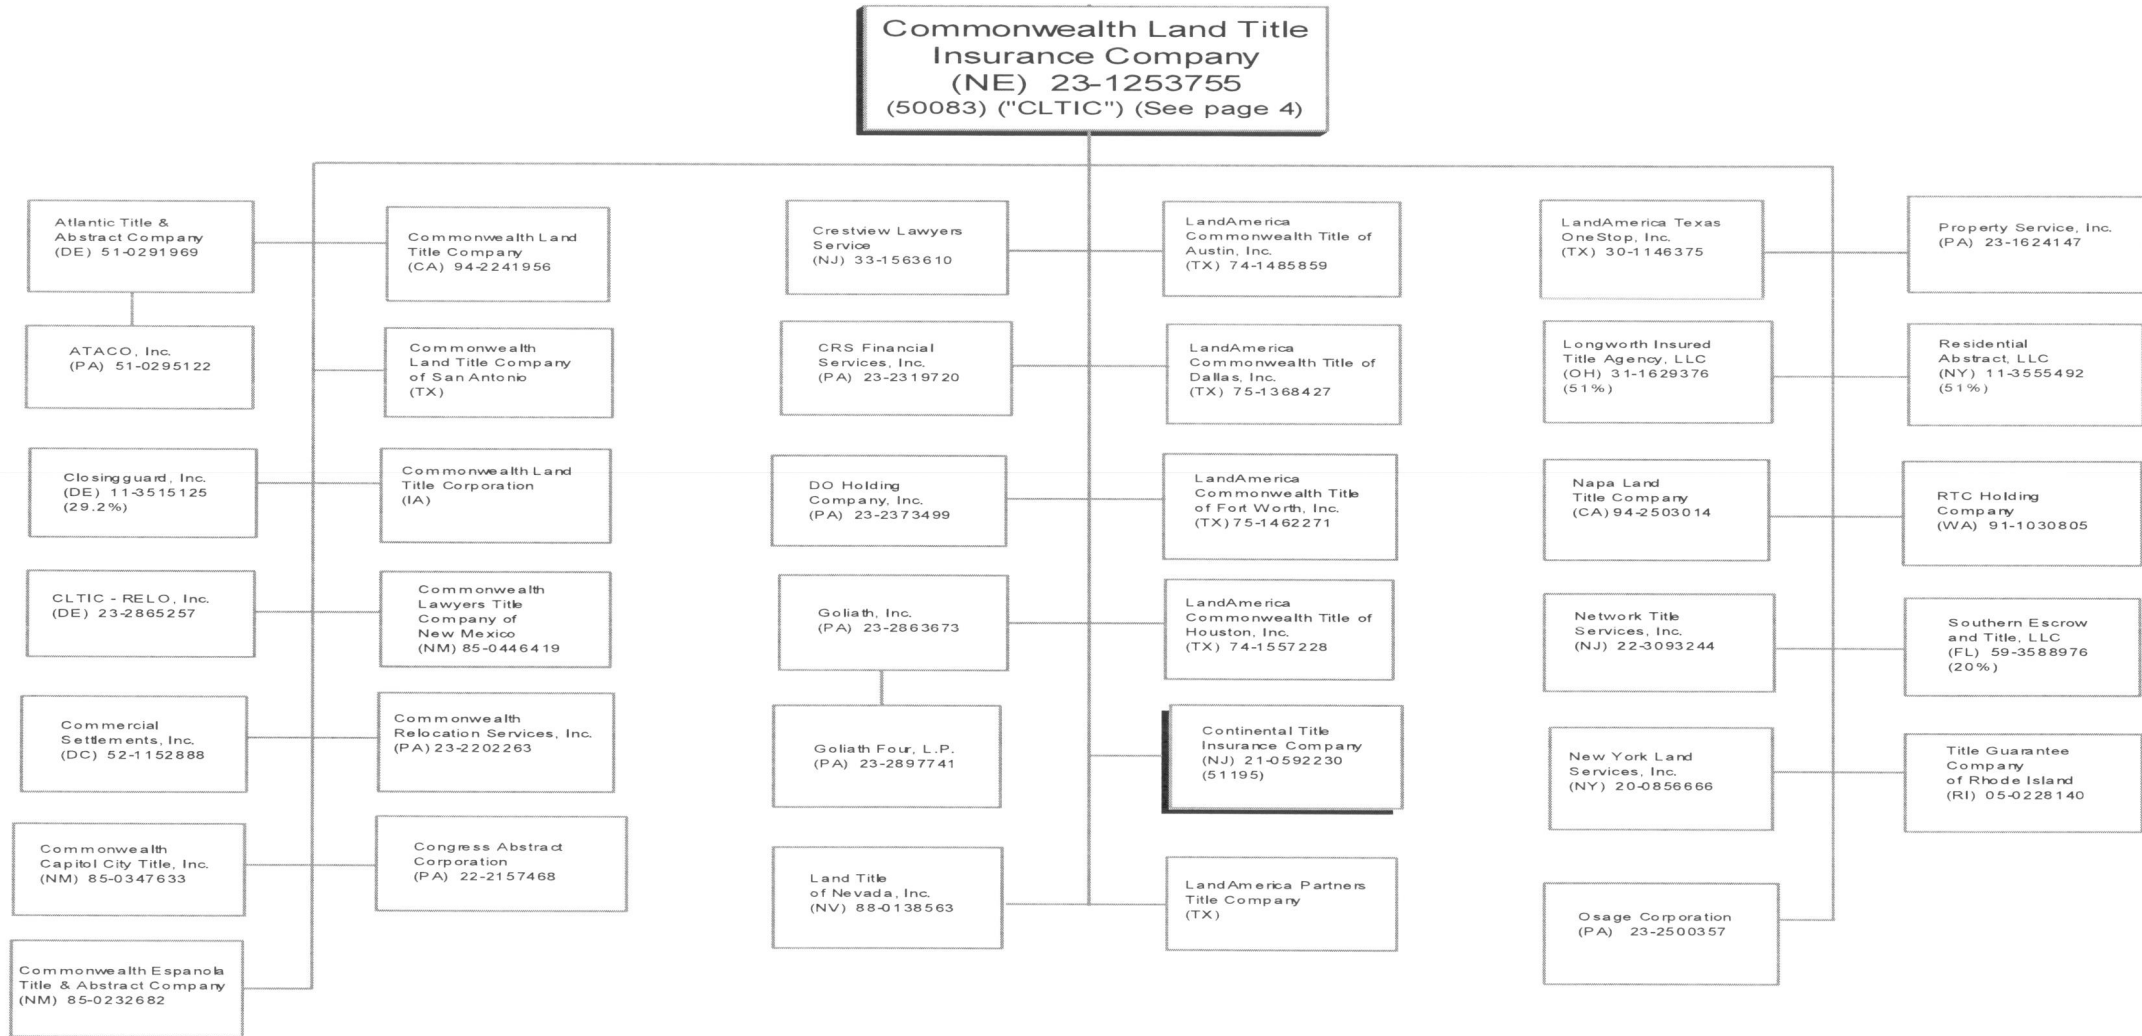 Commonwealth Land Title
Insurance Company
(NE) 23-1253755
(50083) ("CLTIC") (See page 4)
Atlantic Title &
Abstract Company
(DE) 51-0291969
ATACO, Inc.
(PA) 51-0295122
Closingguard, Inc.
(DE) 11-3515125
(29.2%)
CLTIC - RELO, Inc.
(DE) 23-2865257
Commercial
Settlements, Inc.
(DC) 52-1152888
Commonwealth
Capitol City Title, Inc.
(NM) 85-0347633
Commonwealth Espanola
Title & Abstract Company
(NM) 85-0232682
Commonwealth Land
Title Company
(CA) 94-2241956
Commonwealth
Land Title Company
of San Antonio
(TX)
Commonwealth Land
Title Corporation
(IA)
Commonwealth
Lawyers Title
Company of
New Mexico
(NM) 85-0446419
Commonwealth
Relocation Services, Inc.
(PA) 23-2202263
Congress Abstract
Corporation
(PA) 22-2157468
Crestview Lawyers
Service
(NJ) 33-1563610
CRS Financial
Services, Inc.
(PA) 23-2319720
DO Holding
Company, Inc.
(PA) 23-2373499
Goliath, Inc.
(PA) 23-2863673
Goliath Four, L.P.
(PA) 23-2897741
Land Title
of Nevada, Inc.
(NV) 88-0138563
LandAmerica
Commonwealth Title of
Austin, Inc.
(TX) 74-1485859
LandAmerica
Commonwealth Title of
Dallas, Inc.
(TX) 75-1368427
LandAmerica
Commonwealth Title
of Fort Worth, Inc.
(TX) 75-1462271
LandAmerica
Commonwealth Title of
Houston, Inc.
(TX) 74-1557228
Continental Title
Insurance Company
(NJ) 21-0592230
(51195)
LandAmerica Partners
Title Company
(TX)
LandAmerica Texas
OneStop, Inc.
(TX) 30-1146375
Longworth Insured
Title Agency, LLC
(OH) 31-1629376
(51%)
Napa Land
Title Company
(CA) 94-2503014
Network Title
Services, Inc.
(NJ) 22-3093244
New York Land
Services, Inc.
(NY) 20-0856666
Osage Corporation
(PA) 23-2500357
Property Service, Inc.
(PA) 23-1624147
Residential
Abstract, LLC
(NY) 11-3555492
(51%)
RTC Holding
Company
(WA) 91-1030805
Southern Escrow
and Title, LLC
(FL) 59-3588976
(20%)
Title Guarantee
Company
of Rhode Island
(RI) 05-0228140